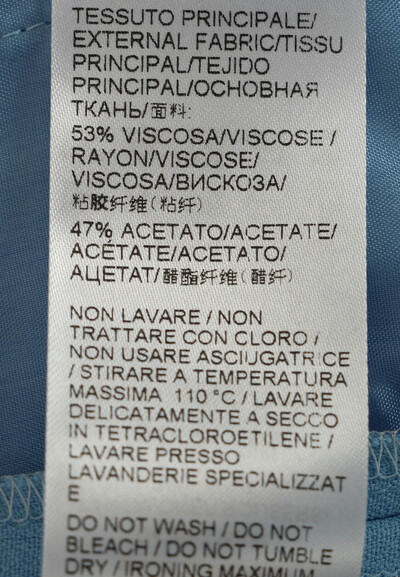 TESSUTO PRINCIPALE/
EXTERNAL FABRIC/TISSU
PRINCIPAL/TEJIDO
PRINCIPAL/ОСНОВНАЯ
ТКАНЬ/面料:
53% VISCOSA/VISCOSE /
RAYON/VISCOSE/
VISCOSA/ВИСКОЗА/
粘胶纤维(粘纤)
47% ACETATO/ACETATE/
ACÉTATE/ACETATO/
АЦЕТАТ/醋酯纤维(醋纤)
NON LAVARE / NON
TRATTARE CON CLORO /
NON USARE ASCIUGATRICE
/ STIRARE A TEMPERATURA
MASSIMA 110 °C / LAVARE
DELICATAMENTE A SECCO
IN TETRACLOROETILENE /
LAVARE PRESSO
LAVANDERIE SPECIALIZZAT
E
DO NOT WASH / DO NOT
BLEACH / DO NOT TUMBLE
DRY / IRONING MAXIMUM